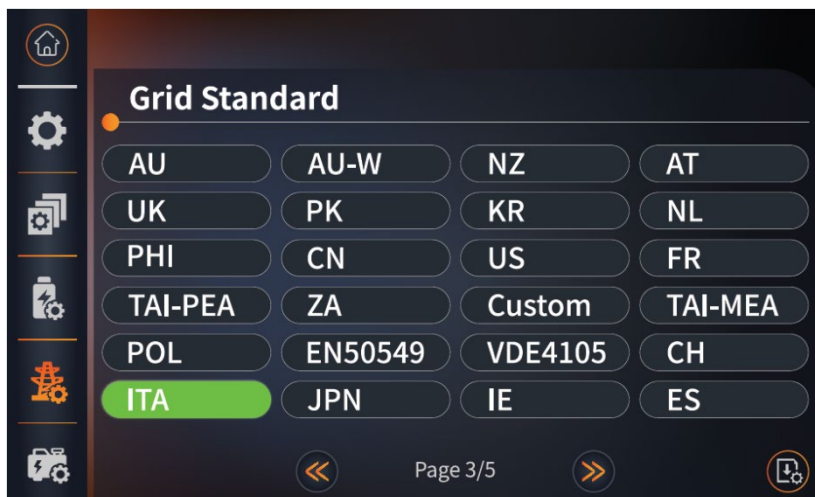 Grid Standard
AU AU-W NZ AT
UK PK KR NL
PHI CN US FR
TAI-PEA ZA Custom TAI-MEA
POL EN50549 VDE4105 CH
ITA JPN IE ES
Page 3/5